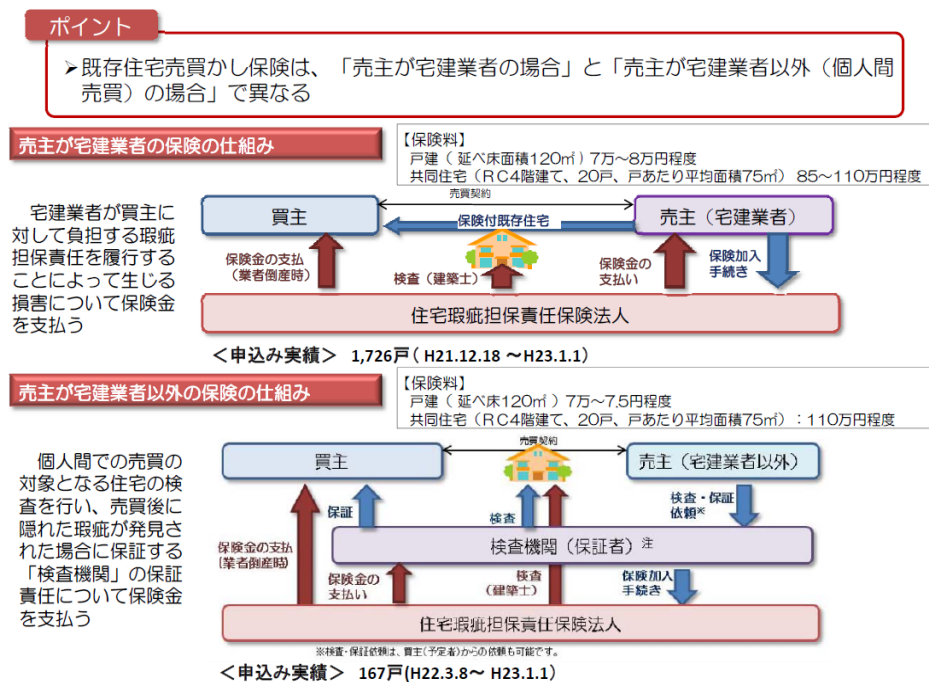 ポイント
➤既存住宅売買かし保険は、「売主が宅建業者の場合」と「売主が宅建業者以外（個人間
売買）の場合」で異なる
売主が宅建業者の保険の仕組み
【保険料】
戸建（ 延べ床面積120㎡ ) 7万～8万円程度
共同住宅（ＲＣ4階建て、20戸、戸あたり平均面積75㎡） 85～110万円程度
宅建業者が買主に
対して負担する瑕疵
担保責任を履行する
ことによって生じる
損害について保険金
を支払う
売買契約
買主
保険付既存住宅
売主（宅建業者）
保険金の支払
（業者倒産時）
検査（建築士）
保険金の
支払い
保険加入
手続き
住宅瑕疵担保責任保険法人
＜申込み実績＞ 1,726戸( H21.12.18 ～H23.1.1）
売主が宅建業者以外の保険の仕組み
【保険料】
戸建（ 延べ床120㎡ ) 7万～7.5円程度
共同住宅（ＲＣ4階建て、20戸、戸あたり平均面積75㎡）：110万円程度
個人間での売買の
対象となる住宅の検
査を行い、売買後に
隠れた瑕疵が発見さ
れた場合に保証する
「検査機関」の保証
責任について保険金
を支払う
売買契約
買主
売主（宅建業者以外）
保証
検査
検査・保証
依頼※
検査機関（保証者）注
保険金の支払
(業者倒産時)
保険金の
支払い
検査
（建築士）
保険加入
手続き
住宅瑕疵担保責任保険法人
※検査・保証依頼は、買主（予定者）からの依頼も可能です。
＜申込み実績＞ 167戸(H22.3.8～ H23.1.1)